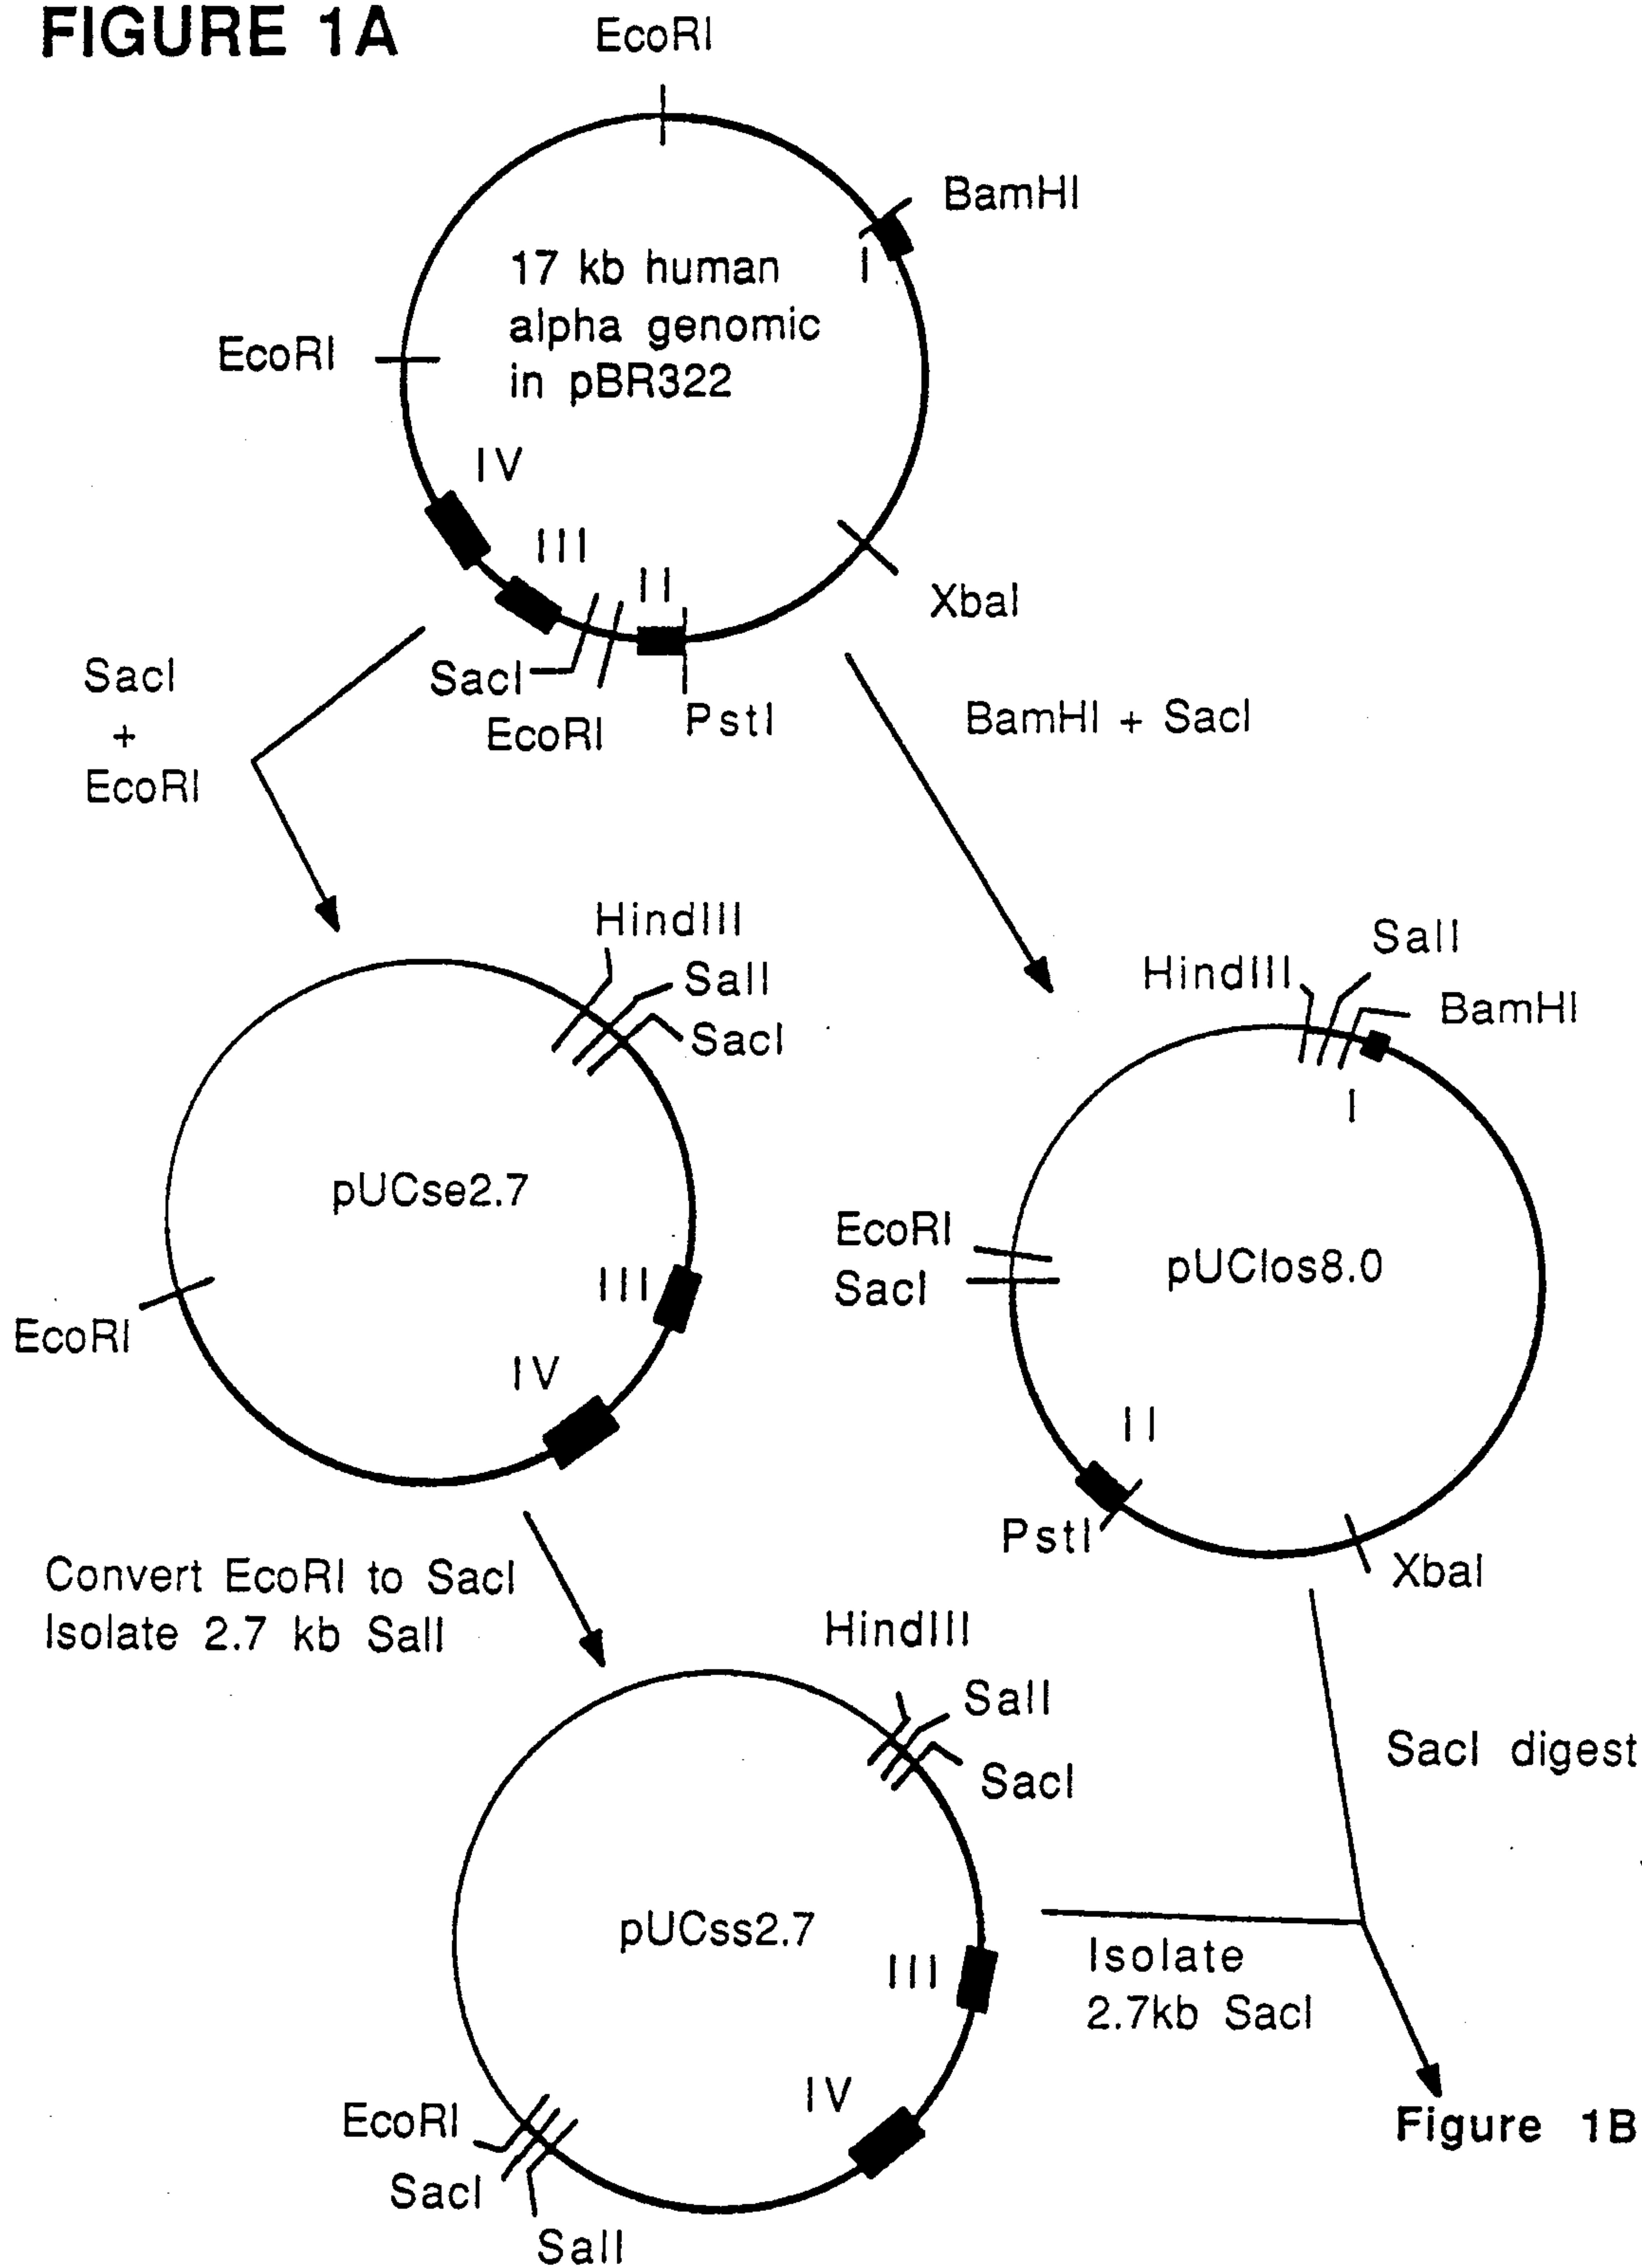 FIGURE 1A
EcoRI
BamHI
I
17 kb human
alpha genomic
in pBR322
EcoRI
IV
III
II
XbaI
SacI
EcoRI
PstI
SacI
+
EcoRI
BamHI + SacI
HindIII
SalI
SacI
pUCse2.7
III
IV
EcoRI
HindIII
SalI
BamHI
I
EcoRI
SacI
pUClos8.0
II
PstI
XbaI
Convert EcoRI to SacI
Isolate 2.7 kb SalI
HindIII
SalI
SacI
pUCss2.7
III
IV
EcoRI
SacI
SalI
SacI digest
Isolate
2.7kb SacI
Figure 1B